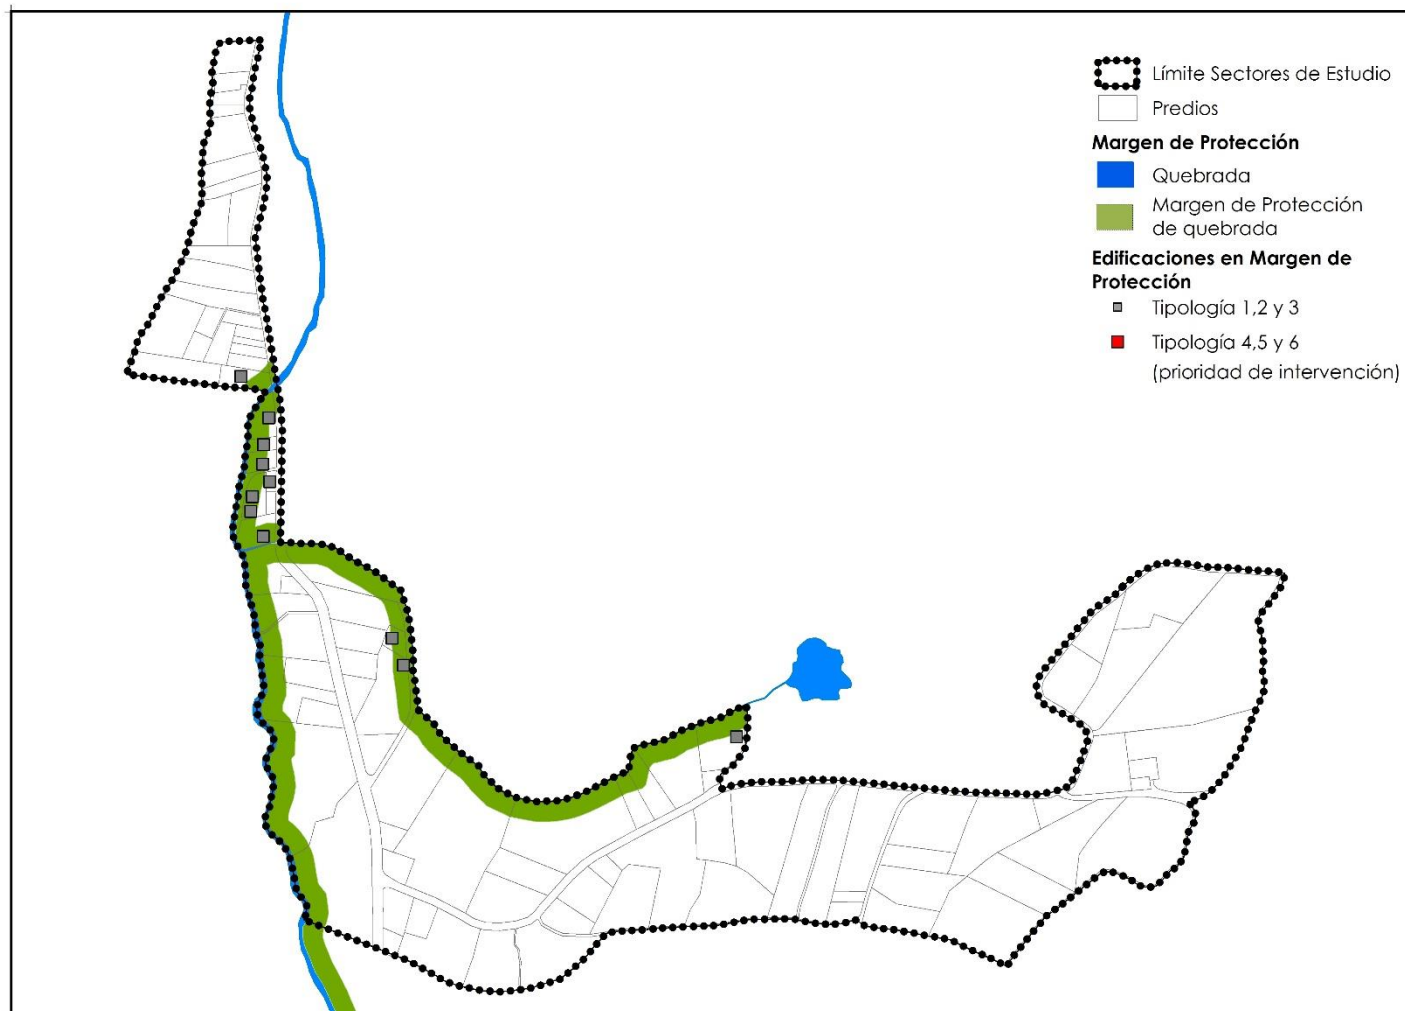 Límite Sectores de Estudio
Predios
Margen de Protección
Quebrada
Margen de Protección
de quebrada
Edificaciones en Margen de
Protección
Tipología 1,2 y 3
Tipología 4,5 y 6
(prioridad de intervención)